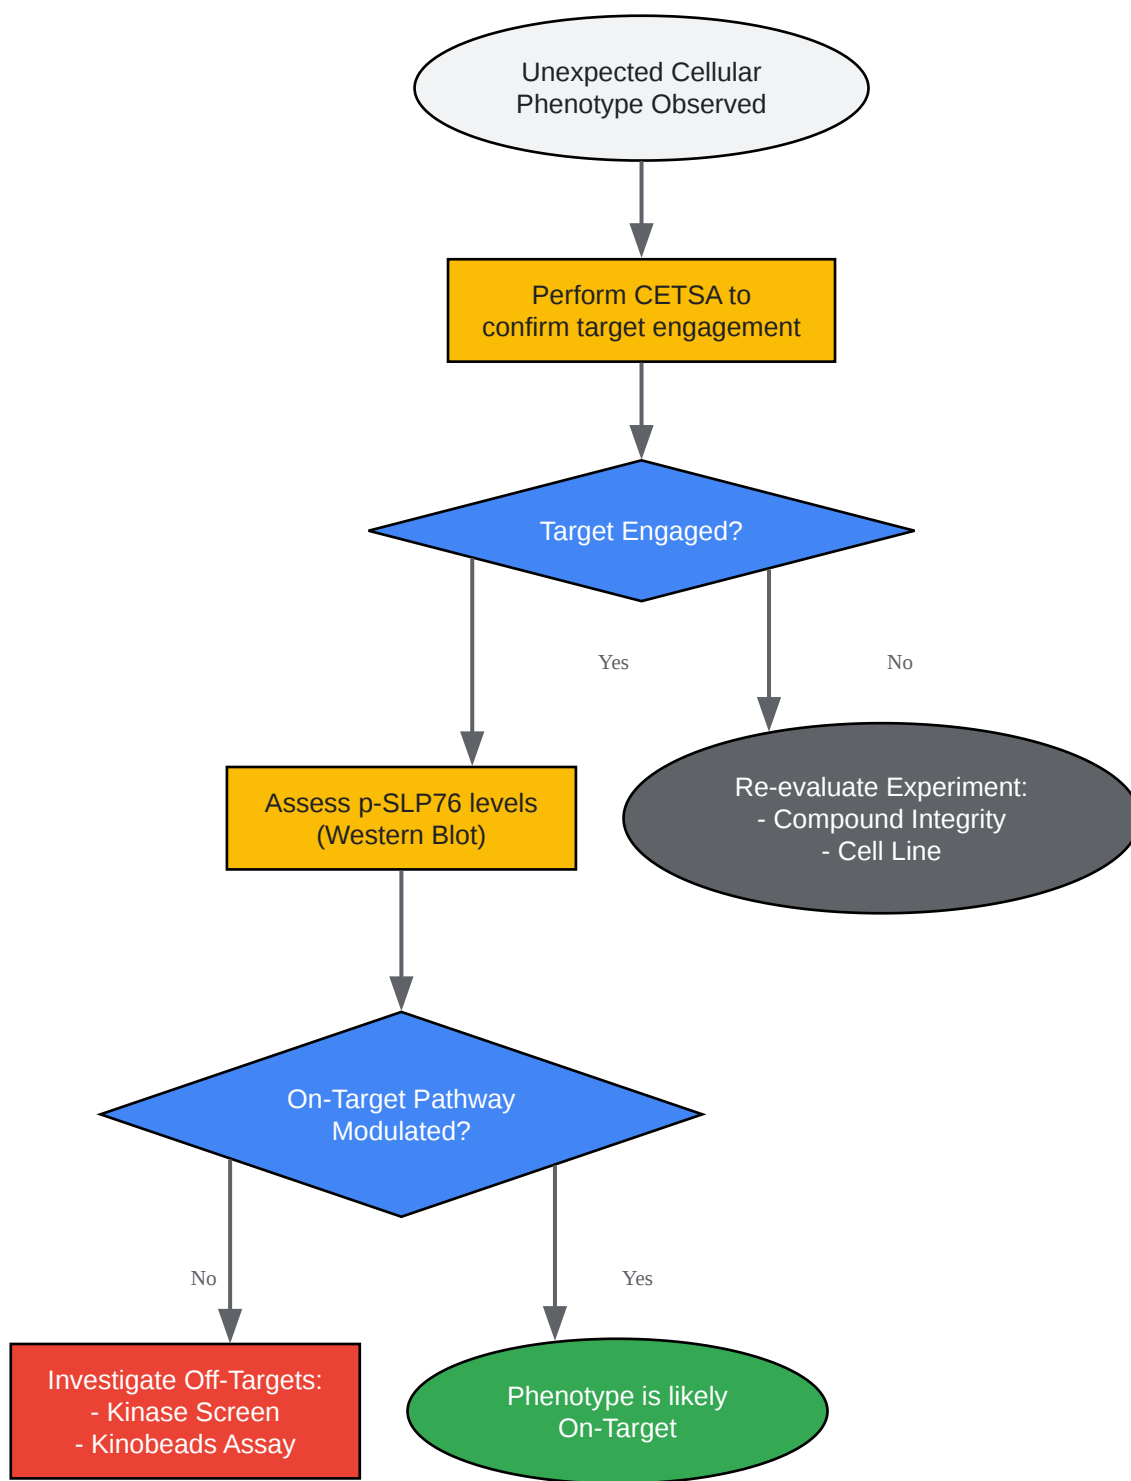 Unexpected Cellular
Phenotype Observed
Perform CETSA to
confirm target engagement
Target Engaged?
Yes
No
Assess p-SLP76 levels
(Western Blot)
Re-evaluate Experiment:
- Compound Integrity
- Cell Line
On-Target Pathway
Modulated?
No
Yes
Investigate Off-Targets:
- Kinase Screen
- Kinobeads Assay
Phenotype is likely
On-Target